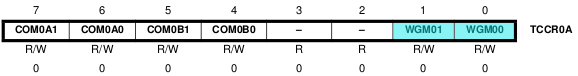 7 6 5 4 3 2 1 0
COM0A1 COM0A0 COM0B1 COM0B0 – – WGM01 WGM00 TCCR0A
R/W R/W R/W R/W R R R/W R/W
0 0 0 0 0 0 0 0